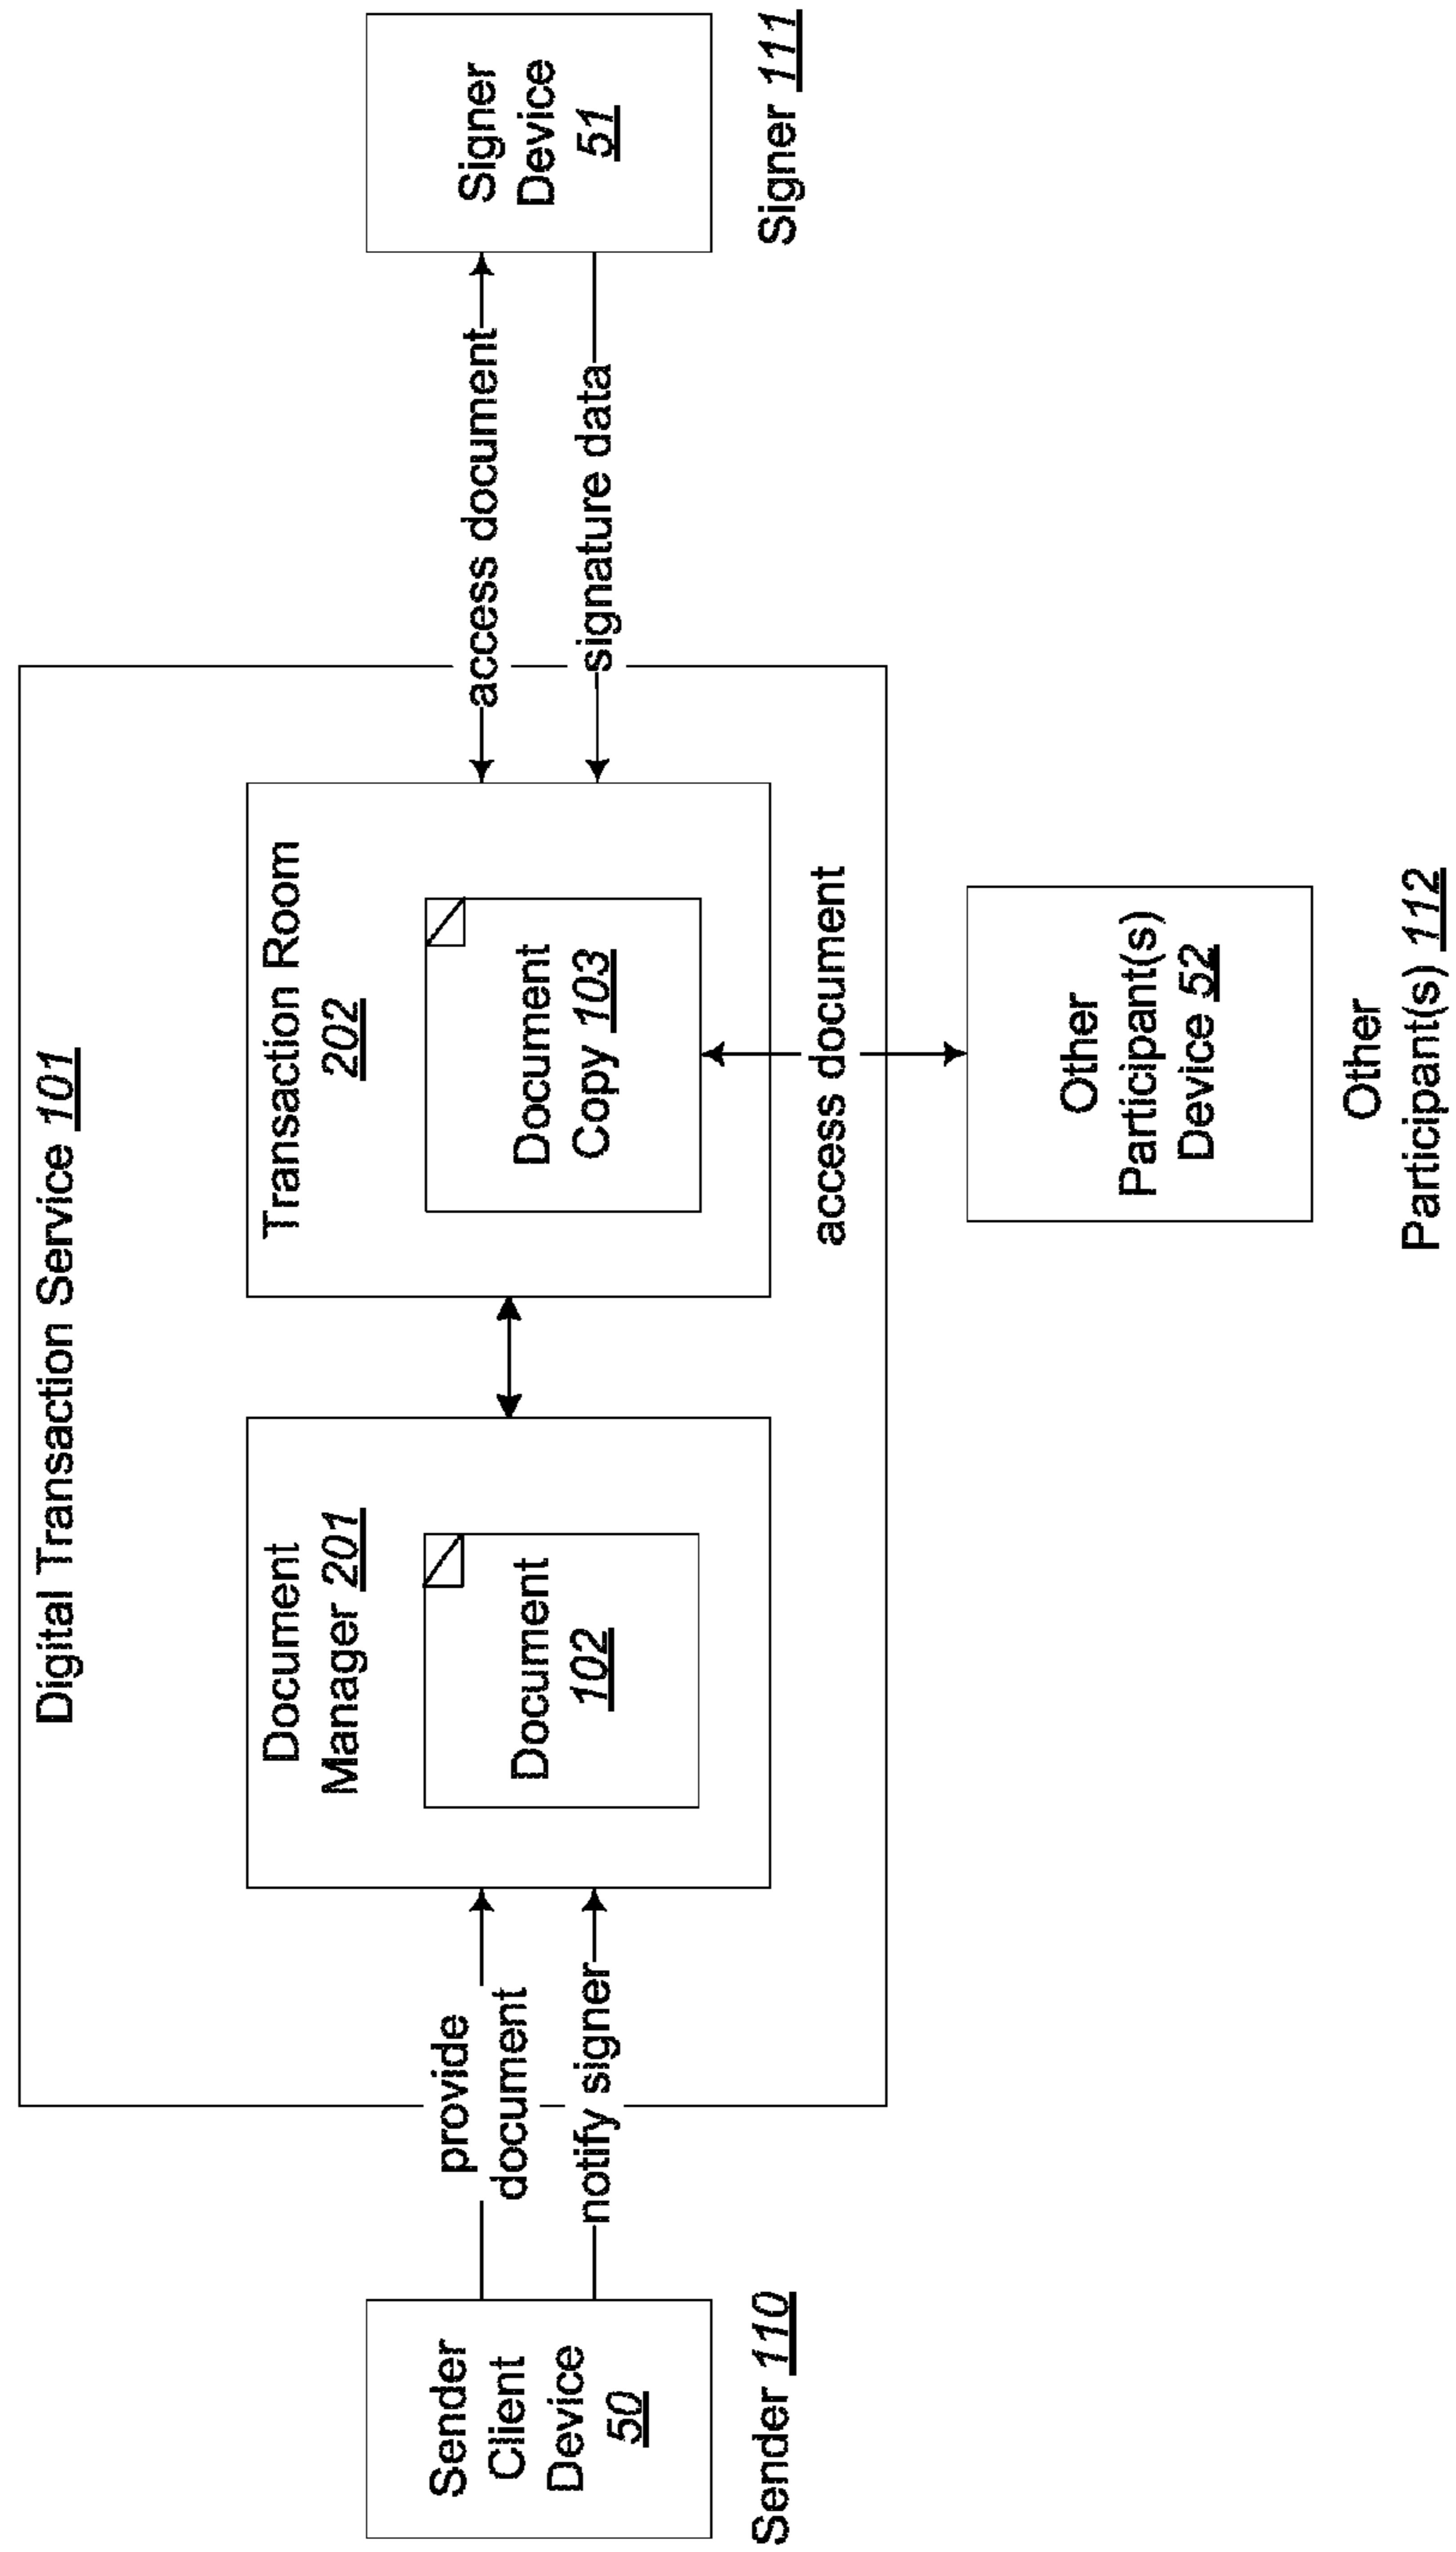 Digital Transaction Service 101
Sender
Client
Device
50
Sender 110
provide
document
notify signer
Document
Manager 201
Document
102
Transaction Room
202
Document
Copy 103
access document
signature data
Signer
Device
51
Signer 111
access document
Other
Participant(s)
Device 52
Other
Participant(s) 112